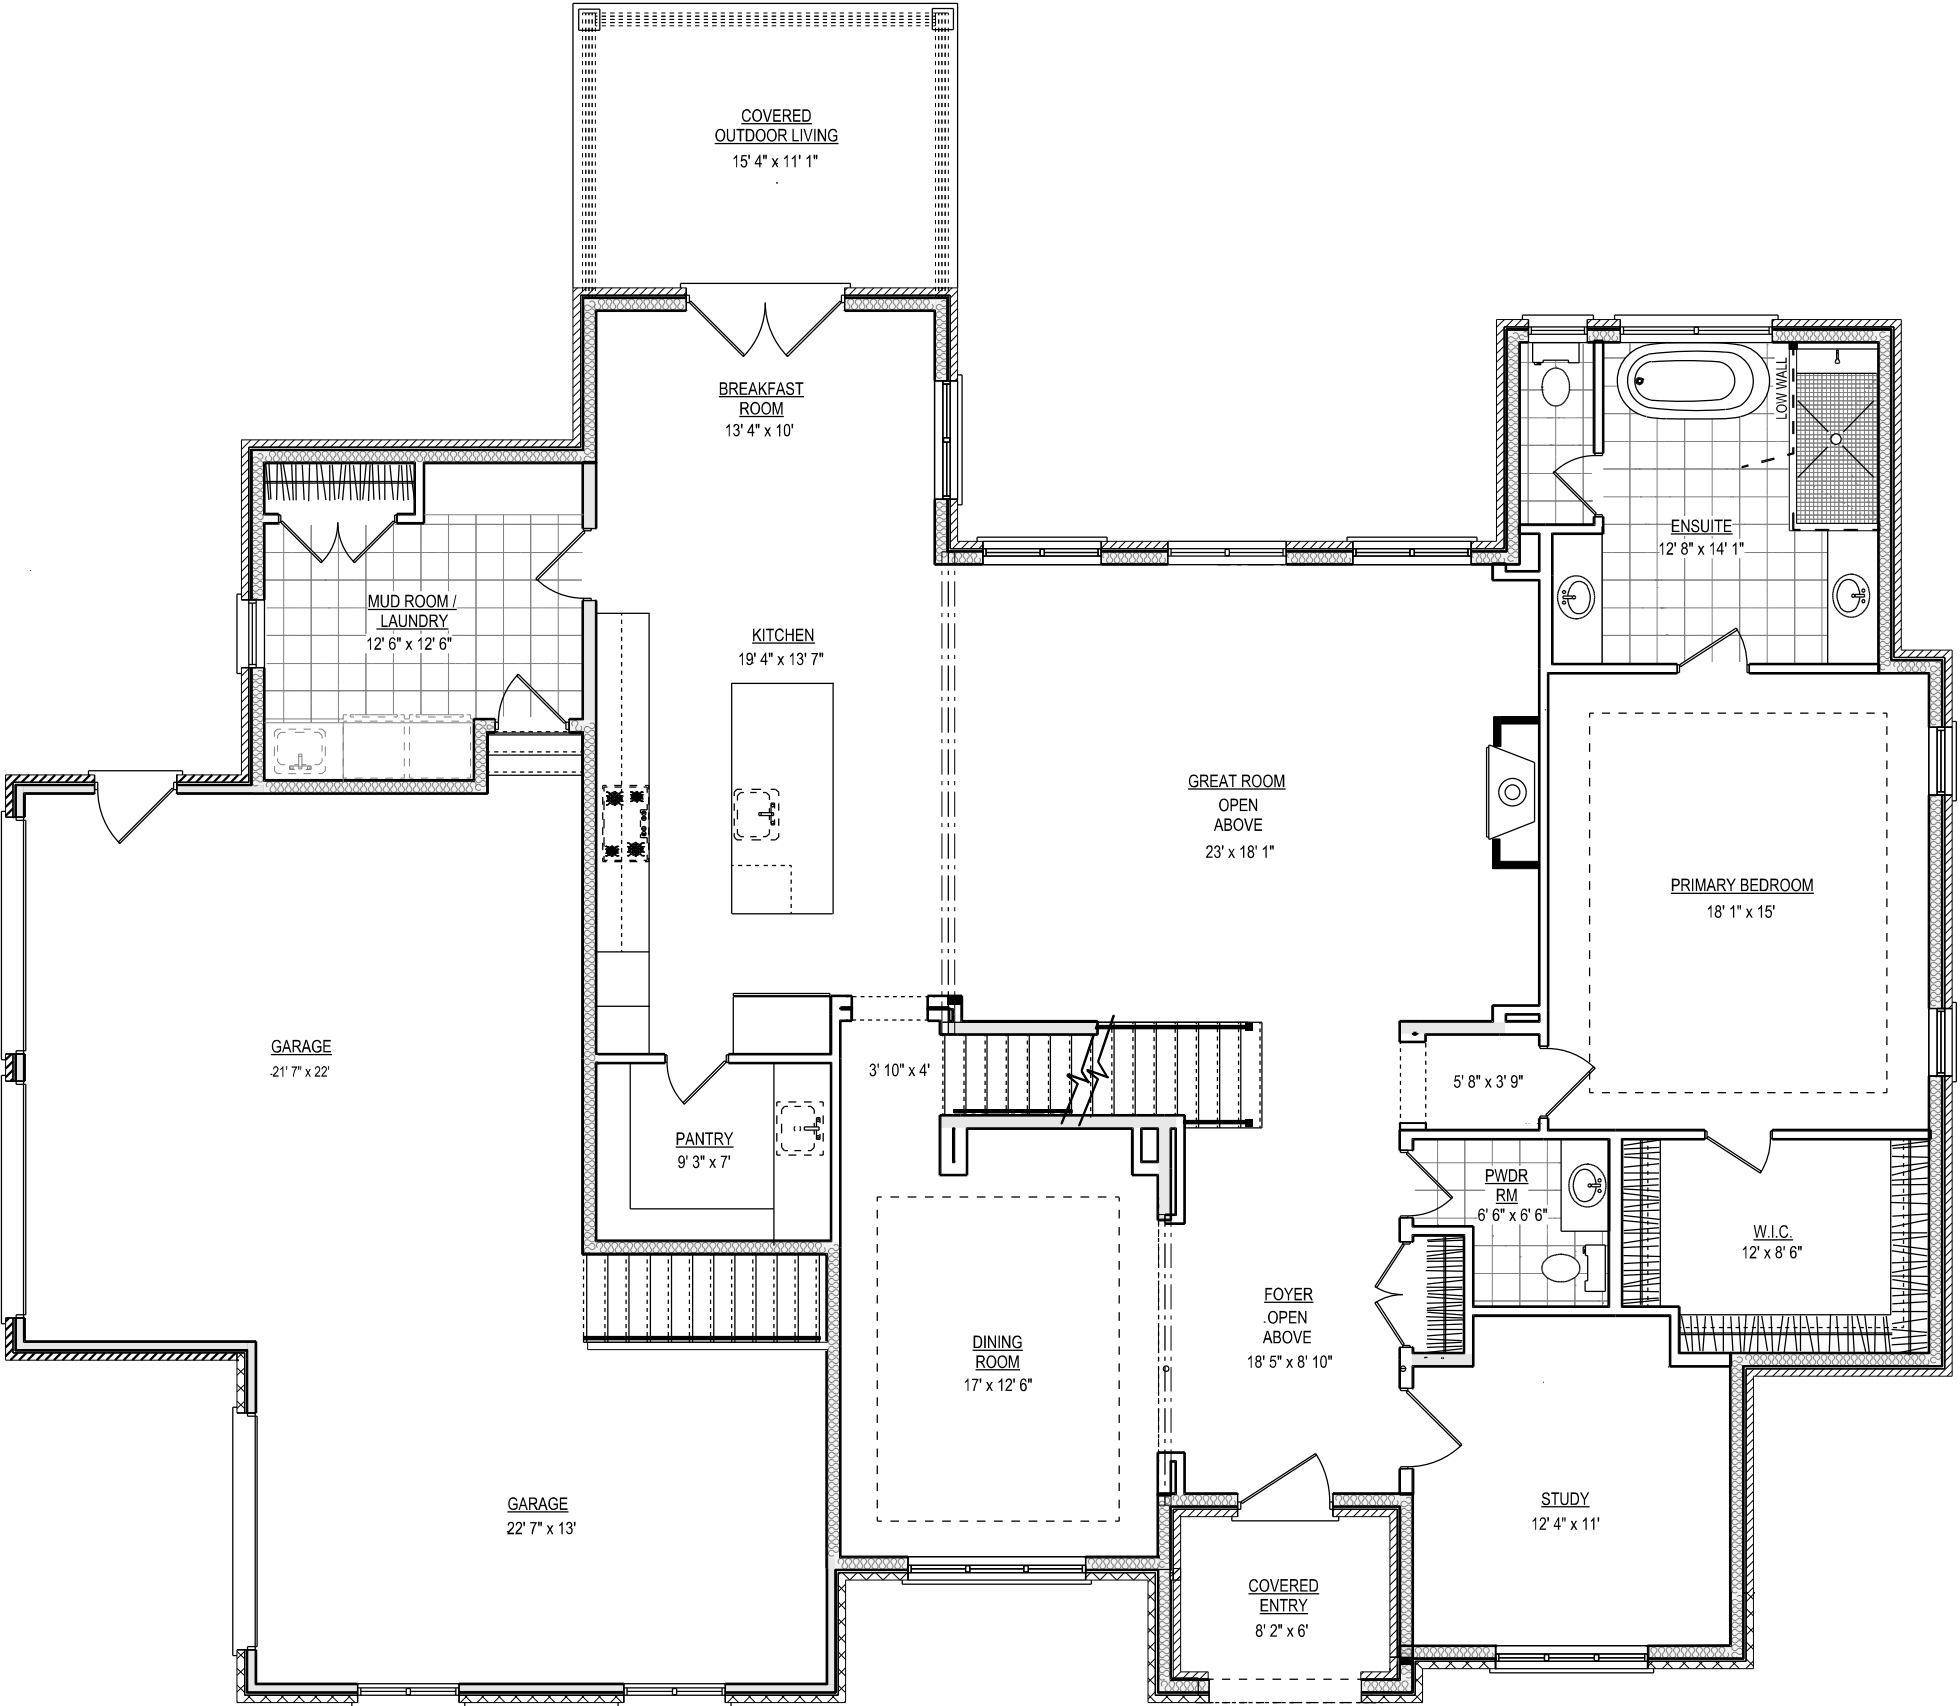 COVERED
OUTDOOR LIVING
15' 4" x 11' 1"
BREAKFAST
ROOM
13' 4" x 10'
LOW WALL
ENSUITE
12' 8" x 14' 1"
MUD ROOM /
LAUNDRY
12' 6" x 12' 6"
KITCHEN
19' 4" x 13' 7"
GREAT ROOM
OPEN
ABOVE
23' x 18' 1"
PRIMARY BEDROOM
18' 1" x 15'
GARAGE
21' 7" x 22'
3' 10" x 4'
5' 8" x 3' 9"
PANTRY
9' 3" x 7'
PWDR
RM
6' 6" x 6' 6"
W.I.C.
12' x 8' 6"
FOYER
OPEN
ABOVE
18' 5" x 8' 10"
DINING
ROOM
17' x 12' 6"
GARAGE
22' 7" x 13'
STUDY
12' 4" x 11'
COVERED
ENTRY
8' 2" x 6'